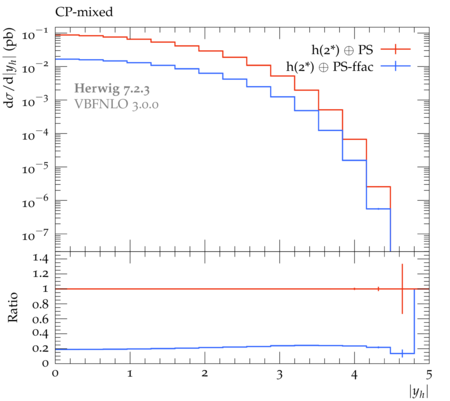 CP-mixed
dσ/d|y_h| (pb)
10⁻¹
10⁻²
10⁻³
10⁻⁴
10⁻⁵
10⁻⁶
10⁻⁷
h(2*) ⊕ PS
h(2*) ⊕ PS-ffac
Herwig 7.2.3
VBFNLO 3.0.0
Ratio
1.4
1.2
1
0.8
0.6
0.4
0.2
0
0 1 2 3 4 5
|y_h|